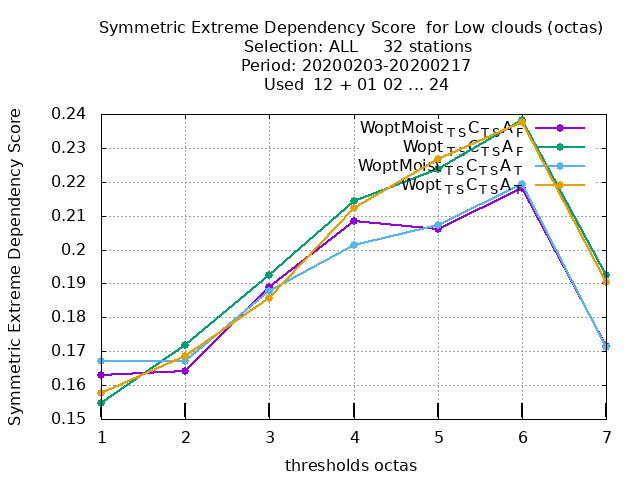 Symmetric Extreme Dependency Score for Low clouds (octas)
Selection: ALL 32 stations
Period: 20200203-20200217
Used 12 + 01 02 ... 24
Symmetric Extreme Dependency Score
0.24
0.23
0.22
0.21
0.2
0.19
0.18
0.17
0.16
0.15
WoptMoist TS C TS A F
Wopt TS C TS A F
WoptMoist TS C TS A T
Wopt TS C TS A T
1 2 3 4 5 6 7
thresholds octas